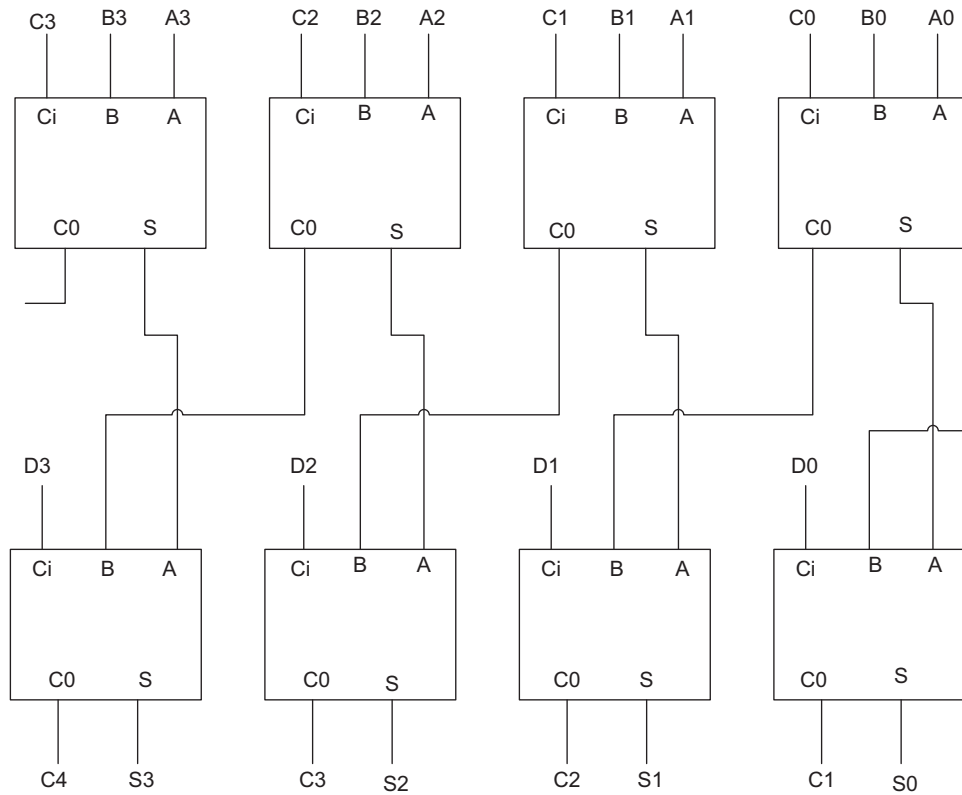 C3 B3 A3 C2 B2 A2 C1 B1 A1 C0 B0 A0
Ci B A Ci B A Ci B A Ci B A
C0 S C0 S C0 S C0 S
D3 D2 D1 D0
Ci B A Ci B A Ci B A Ci B A
C0 S C0 S C0 S C0 S
C4 S3 C3 S2 C2 S1 C1 S0